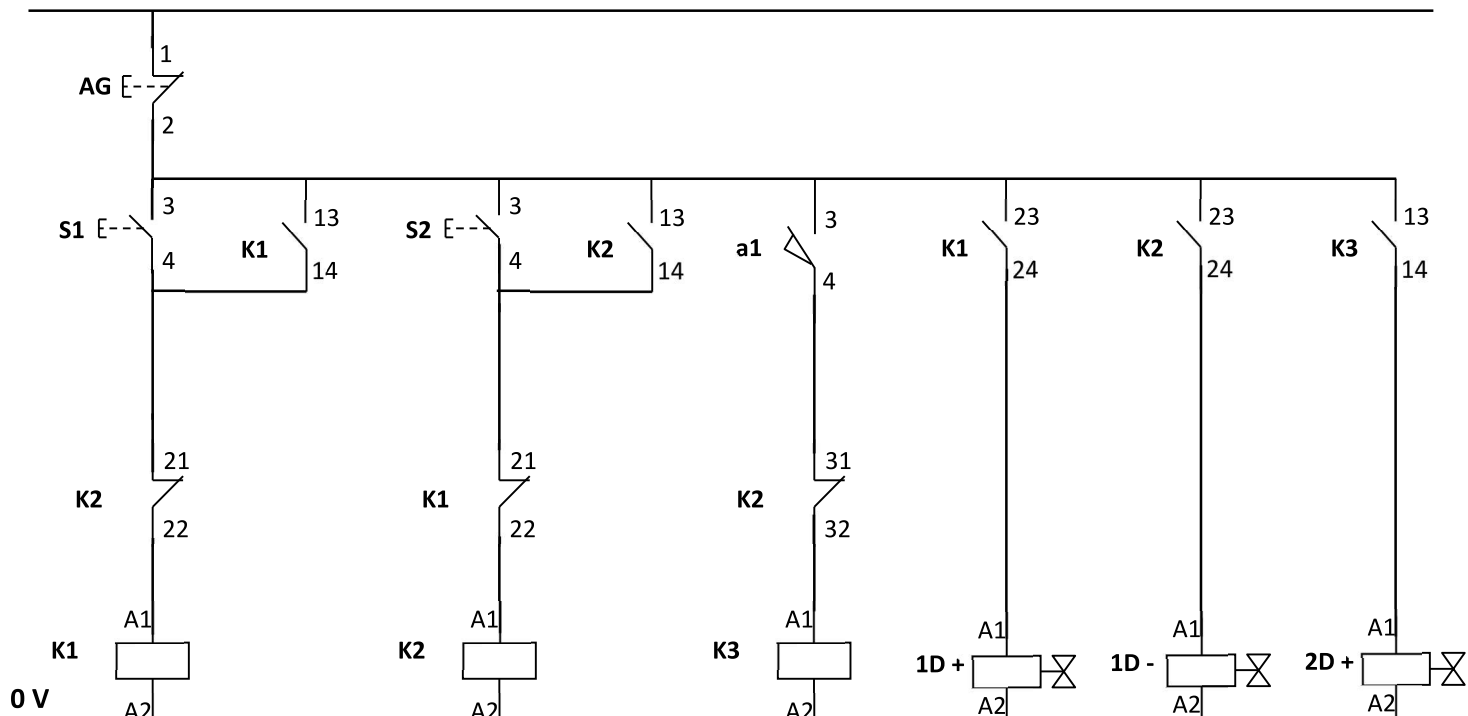 1
AG
2
3 3 3
S1 13 S2 13 23 23 13
K1 K2 a1 K1 K2 K3
4 14 4 14 4 24 24 14
21 21 31
K2 K1 K2
22 22 32
A1 A1 A1 A1 A1 A1
K1 K2 K3 1D + 1D - 2D +
0 V A2 A2 A2 A2 A2 A2